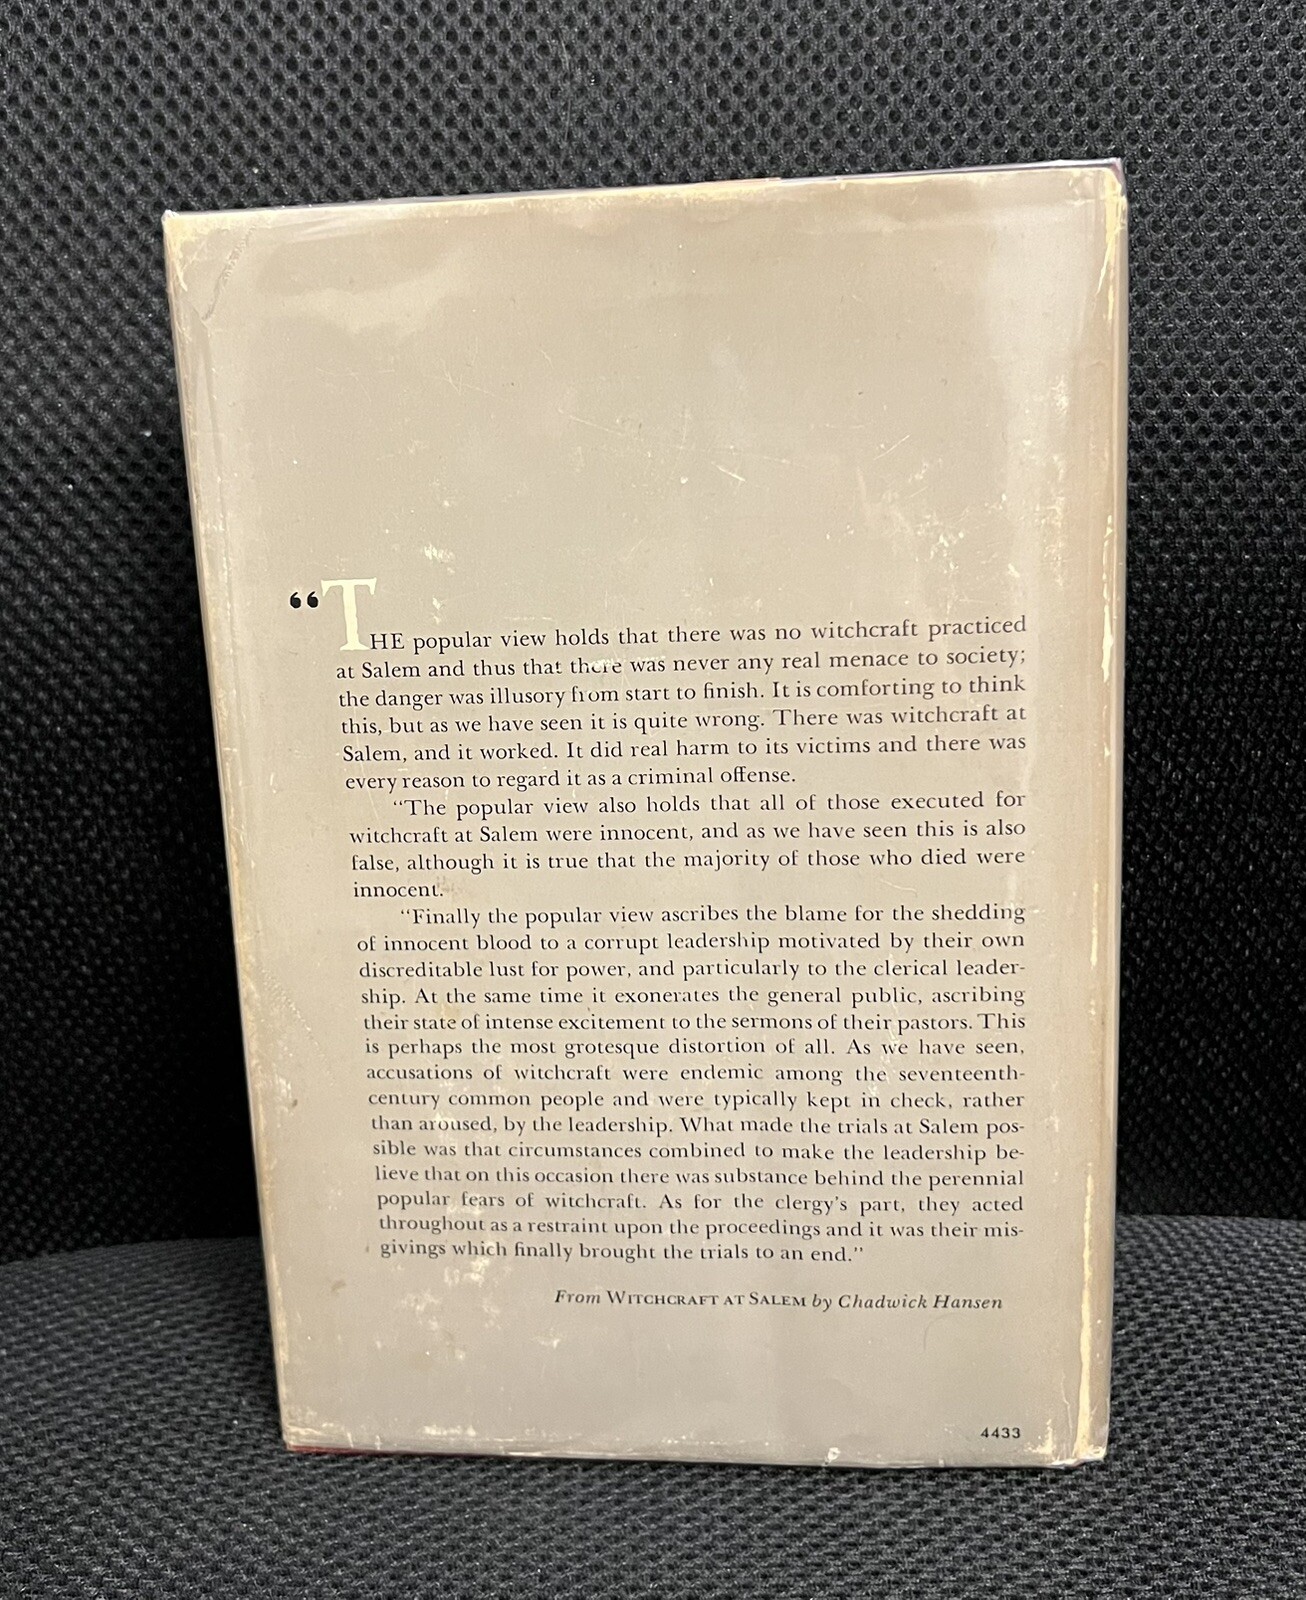 “THE popular view holds that there was no witchcraft practiced
at Salem and thus that there was never any real menace to society;
the danger was illusory from start to finish. It is comforting to think
this, but as we have seen it is quite wrong. There was witchcraft at
Salem, and it worked. It did real harm to its victims and there was
every reason to regard it as a criminal offense.
“The popular view also holds that all of those executed for
witchcraft at Salem were innocent, and as we have seen this is also
false, although it is true that the majority of those who died were
innocent.
“Finally the popular view ascribes the blame for the shedding
of innocent blood to a corrupt leadership motivated by their own
discreditable lust for power, and particularly to the clerical leader-
ship. At the same time it exonerates the general public, ascribing
their state of intense excitement to the sermons of their pastors. This
is perhaps the most grotesque distortion of all. As we have seen,
accusations of witchcraft were endemic among the seventeenth-
century common people and were typically kept in check, rather
than aroused, by the leadership. What made the trials at Salem pos-
sible was that circumstances combined to make the leadership be-
lieve that on this occasion there was substance behind the perennial
popular fears of witchcraft. As for the clergy’s part, they acted
throughout as a restraint upon the proceedings and it was their mis-
givings which finally brought the trials to an end.”
From WITCHCRAFT AT SALEM by Chadwick Hansen
4433